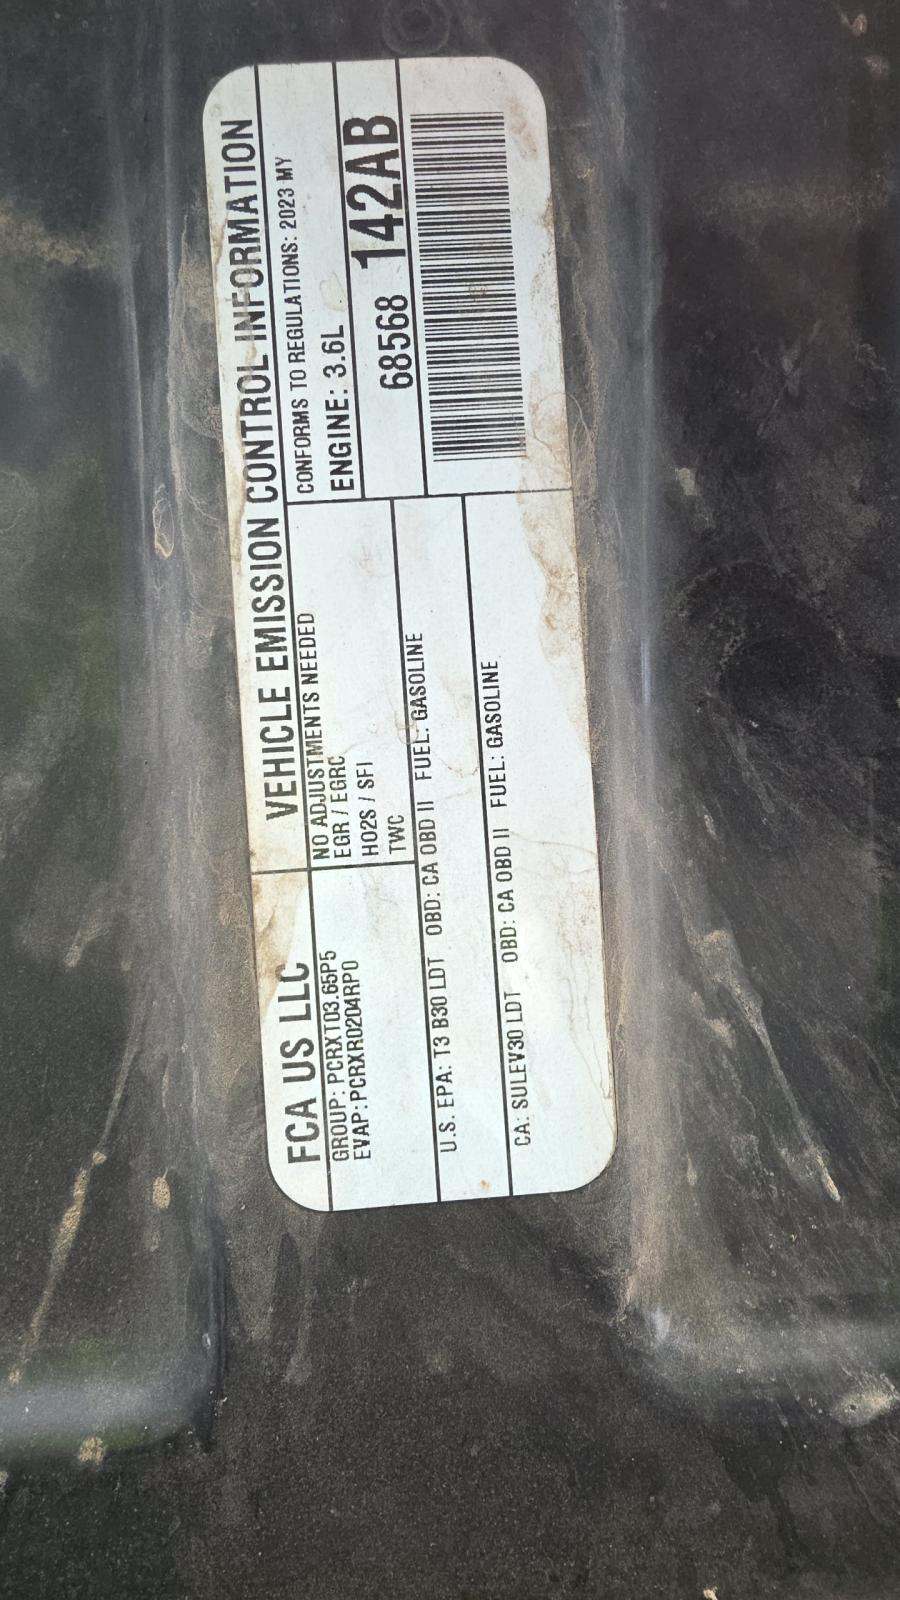 VEHICLE EMISSION CONTROL INFORMATION
FCA US LLC
GROUP: PCRXT03.65P5
EVAP: PCRXR0204RP0
NO ADJUSTMENTS NEEDED
EGR / EGRC
HO2S / SFI
TWC
CONFORMS TO REGULATIONS: 2023 MY
ENGINE: 3.6L
68568 142AB
U.S. EPA: T3 B30 LDT OBD: CA OBD II FUEL: GASOLINE
CA: SULEV30 LDT OBD: CA OBD II FUEL: GASOLINE